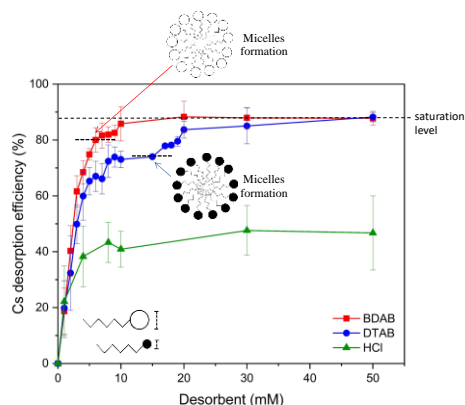 Micelles
formation
100
80
60
40
20
0
Cs desorption efficiency (%)
saturation
level
Micelles
formation
BDAB
DTAB
HCl
0 10 20 30 40 50
Desorbent (mM)